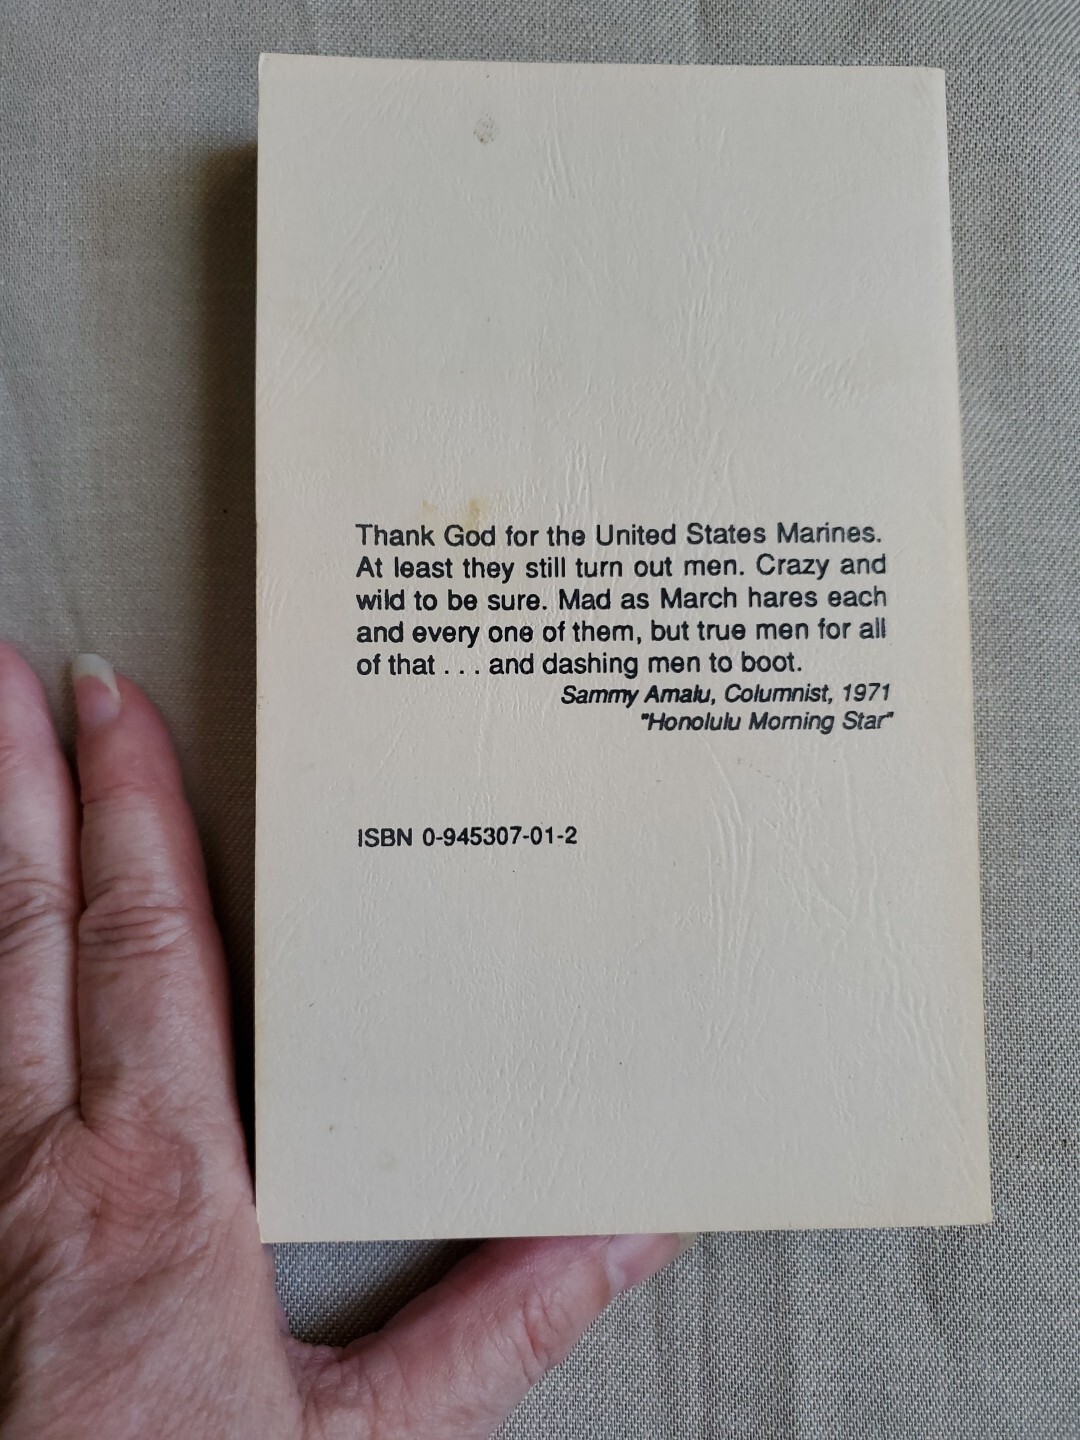 Thank God for the United States Marines.
At least they still turn out men. Crazy and
wild to be sure. Mad as March hares each
and every one of them, but true men for all
of that . . . and dashing men to boot.
Sammy Amalu, Columnist, 1971
"Honolulu Morning Star"
ISBN 0-945307-01-2